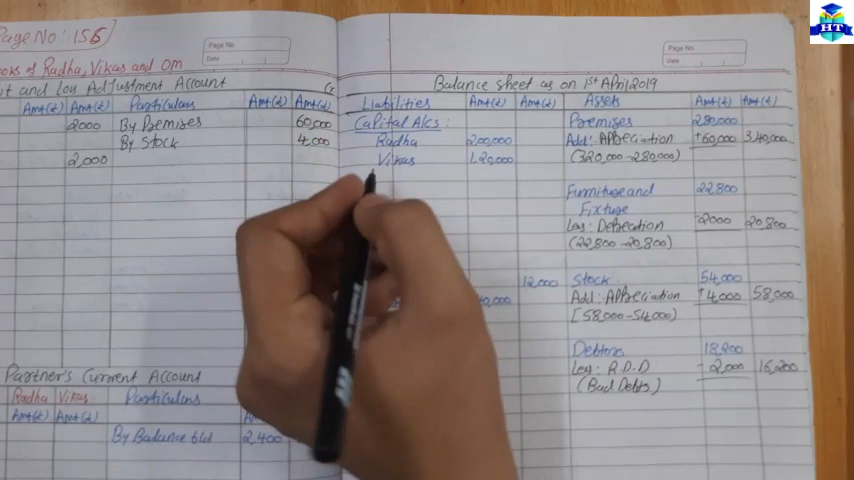 Page No: 156
Books of Radha, Vikas and Om
Page No.
Date
and Loss Adjustment Account
Amt(₹) Amt(₹) Particulars Amt(₹) Amt(₹)
2000 By Premises 60,000
By Stock 4,000
2,000
Partner's Current Account
Radha Vikas Particulars
Amt(₹) Amt(₹)
By Balance b/d 2,400
Page No.
Date
Balance sheet as on 1st April 2019
Liabilities Amt(₹) Amt(₹) Assets Amt(₹) Amt(₹)
Capital A/cs: Premises 280,000
Radha 200,000 Add: Appreciation +60,000 340,000
Vikas 1,20,000 (320,000-280,000)
Furniture and 22,800
Fixture
Less: Depreciation -2000 20,800
(22,800-20,800)
12,000 Stock 54,000
Add: Appreciation +4,000 58,000
[58,000-54,000)
Debtors 18,200
Less: R.D.D -2,000 16,200
(Bad Debts)
HT